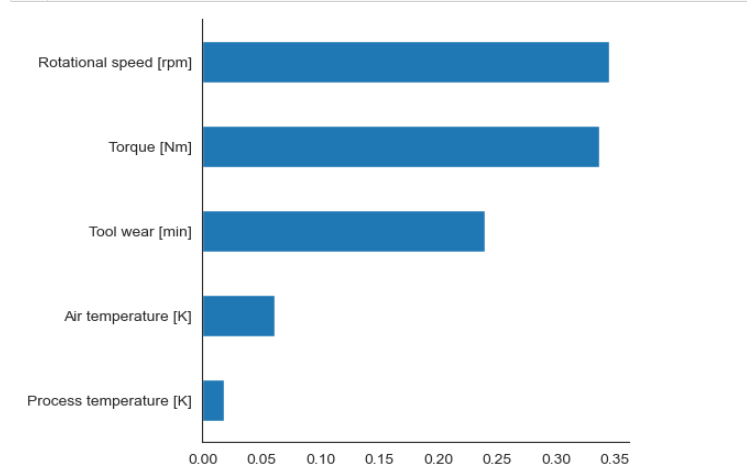 Rotational speed [rpm]
Torque [Nm]
Tool wear [min]
Air temperature [K]
Process temperature [K]
0.00 0.05 0.10 0.15 0.20 0.25 0.30 0.35